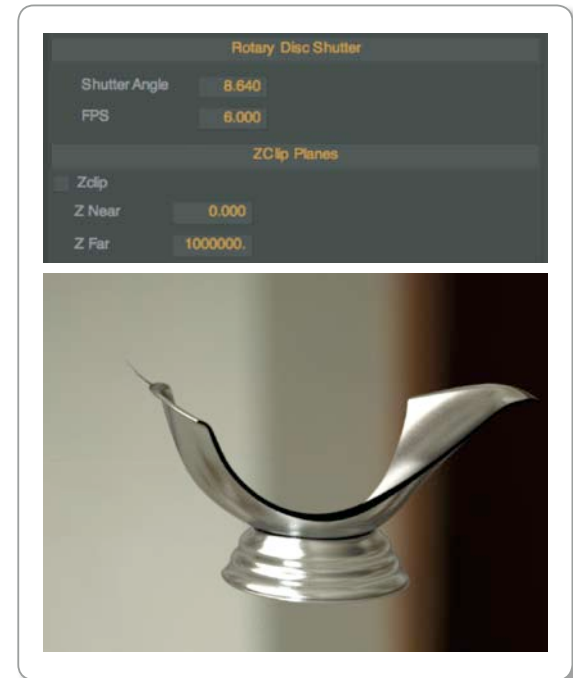 Rotary Disc Shutter
Shutter Angle 8.640
FPS 6.000
ZClip Planes
Zclip
Z Near 0.000
Z Far 1000000.